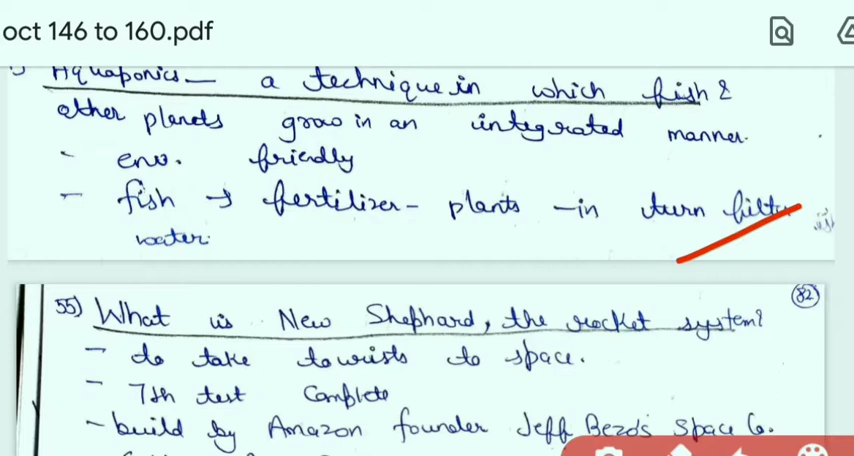 oct 146 to 160.pdf
Aquaponics - a technique in which fish &
other planets grow in an integrated manner.
- env. friendly
- fish → fertilizer - plants - in turn filter
water.
82
55) What is New Shephard, the rocket system?
- to take tourists to space.
- 7th test Complete
- build by Amazon founder Jeff Bezo's Space Co.